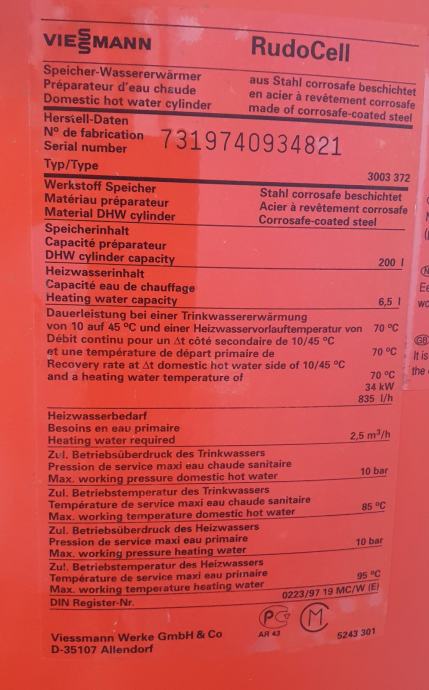 VIESSMANN RudoCell
Speicher-Wassererwärmer aus Stahl corrosafe beschichtet
Préparateur d'eau chaude en acier à revêtement corrosafe
Domestic hot water cylinder made of corrosafe-coated steel
Herstell-Daten
N° de fabrication 7319740934821
Serial number
Typ/Type 3003 372
Werkstoff Speicher Stahl corrosafe beschichtet
Matériau préparateur Acier à revêtement corrosafe
Material DHW cylinder Corrosafe-coated steel
Speicherinhalt
Capacité préparateur
DHW cylinder capacity 200 l
Heizwasserinhalt
Capacité eau de chauffage
Heating water capacity 6,5 l
Dauerleistung bei einer Trinkwassererwärmung
von 10 auf 45 °C und einer Heizwasservorlauftemperatur von 70 °C
Débit continu pour un Δt côté secondaire de 10/45 °C
et une température de départ primaire de 70 °C
Recovery rate at Δt domestic hot water side of 10/45 °C
and a heating water temperature of 70 °C
34 kW
835 l/h
Heizwasserbedarf
Besoins en eau primaire
Heating water required 2,5 m³/h
Zul. Betriebsüberdruck des Trinkwassers
Pression de service maxi eau chaude sanitaire
Max. working pressure domestic hot water 10 bar
Zul. Betriebstemperatur des Trinkwassers
Température de service maxi eau chaude sanitaire
Max. working temperature domestic hot water 85 °C
Zul. Betriebsüberdruck des Heizwassers
Pression de service maxi eau primaire
Max. working pressure heating water 10 bar
Zul. Betriebstemperatur des Heizwassers
Température de service maxi eau primaire
Max. working temperature heating water 95 °C
DIN Register-Nr. 0223/97 19 MC/W (E)
AR 43
Viessmann Werke GmbH & Co 5243 301
D-35107 Allendorf
GB
It is
the